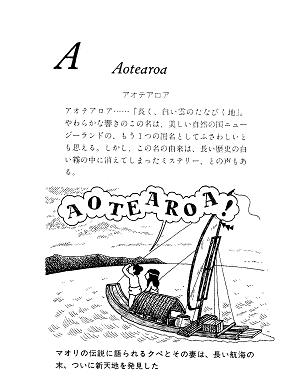 A
Aotearoa
アオテアロア
アオテアロア……「長く、白い雲のたなびく地」
やわらかな響きのこの名は、美しい自然の国ニュー
ジーランドの、もう1つの国名としてふさわしいと
も思える。しかし、この名の由来は、長い歴史の白
い霧の中に消えてしまったミステリー、との声もあ
る。
AOTEAROA!
マオリの伝説に語られるクペとその妻は、長い航海の
末、ついに新天地を発見した